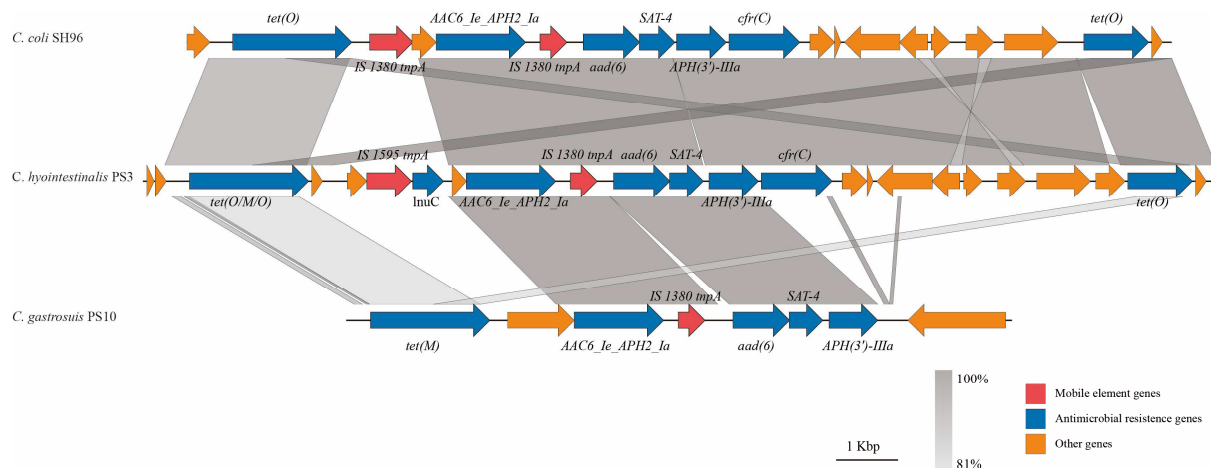 tet(O) AAC6_Ie_APH2_Ia SAT-4 cfr(C) tet(O)
C. coli SH96
IS 1380 tnpA IS 1380 tnpA aad(6) APH(3')-IIIa
IS 1595 tnpA IS 1380 tnpA aad(6) SAT-4 cfr(C)
C. hyointestinalis PS3
tet(O/M/O) lnuC AAC6_Ie_APH2_Ia APH(3')-IIIa tet(O)
IS 1380 tnpA SAT-4
C. gastrosuis PS10
tet(M) AAC6_Ie_APH2_Ia aad(6) APH(3')-IIIa
100%
Mobile element genes
Antimicrobial resistence genes
Other genes
1 Kbp
81%